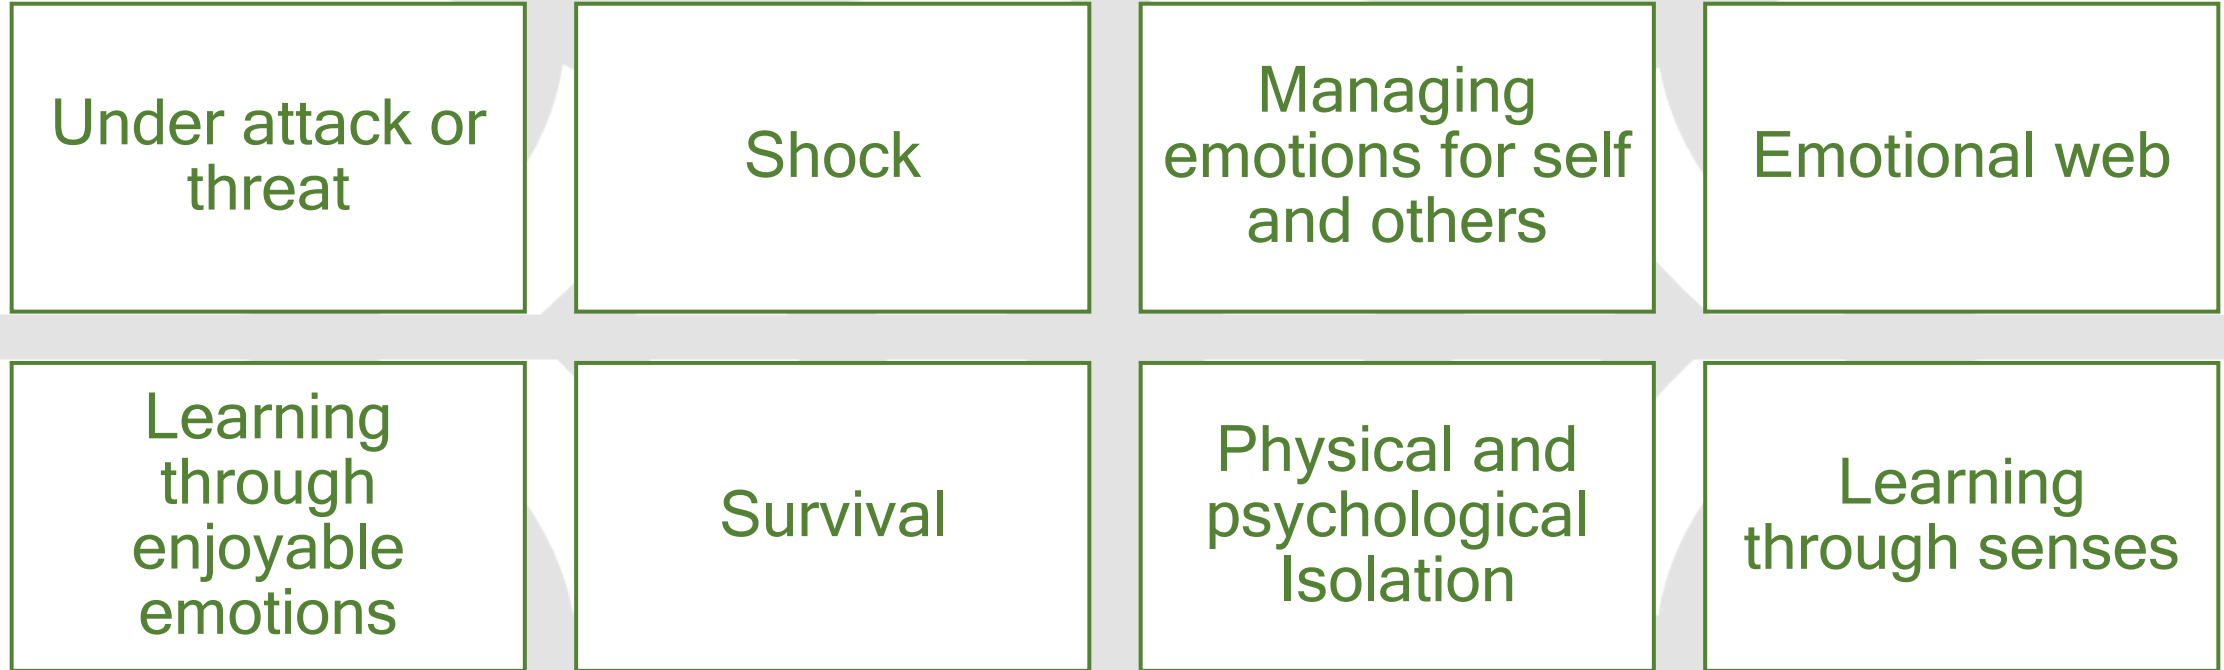 Under attack or
threat
Shock
Managing
emotions for self
and others
Emotional web
Learning
through
enjoyable
emotions
Survival
Physical and
psychological
Isolation
Learning
through senses